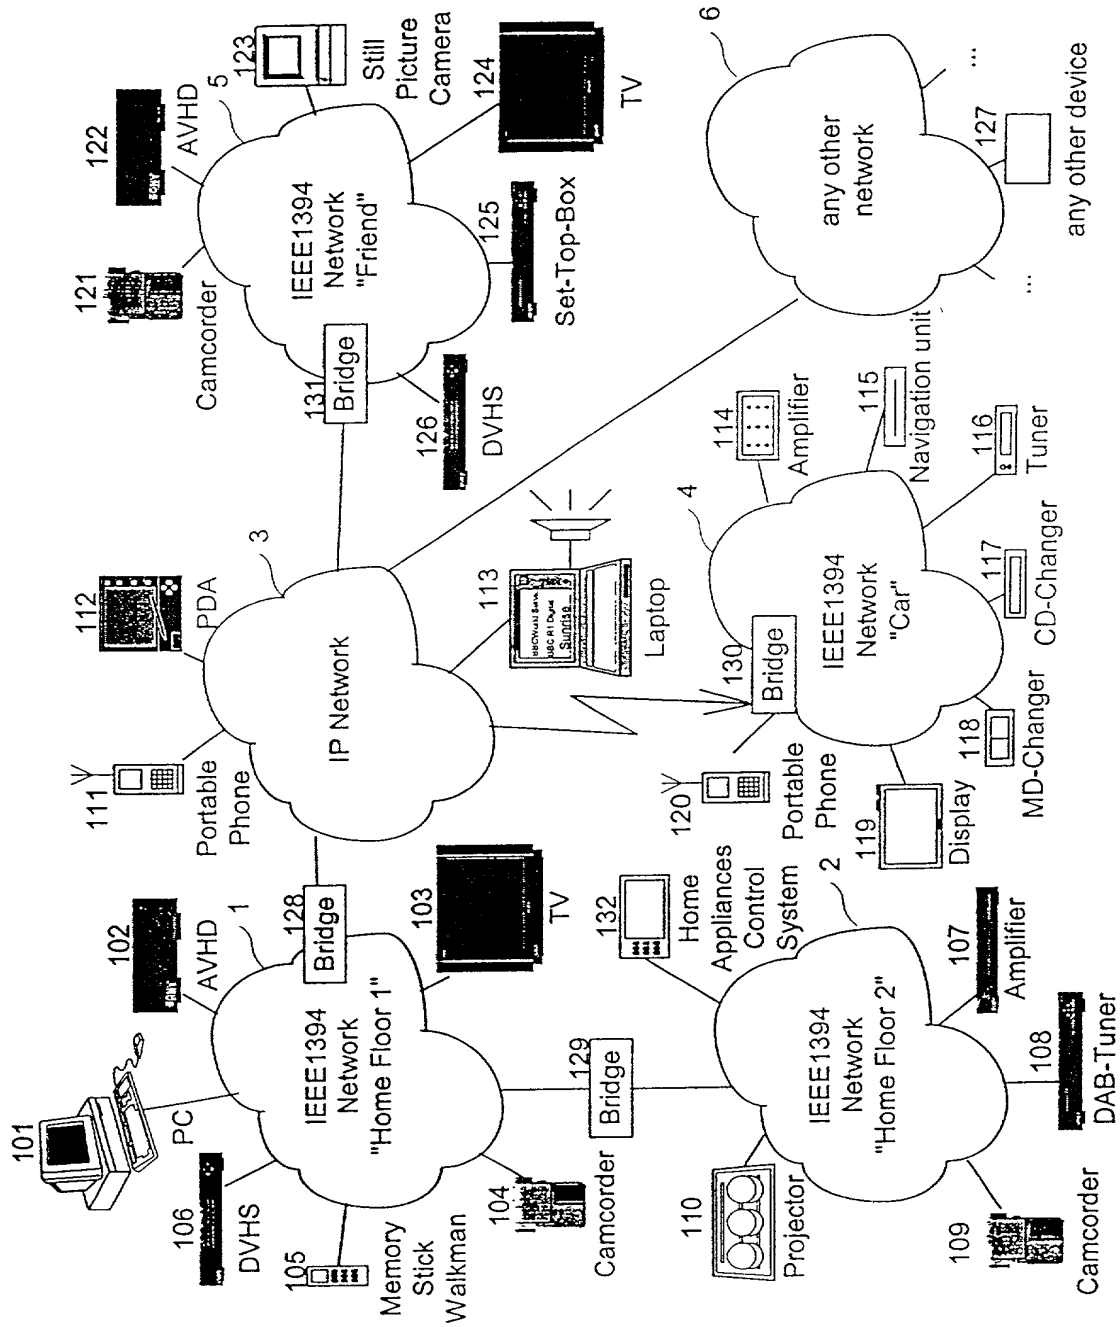 101
PC
102
AVHD
1
106
DVHS
105
Memory
Stick
Walkman
104
Camcorder
IEEE1394
Network
"Home Floor 1"
128
Bridge
103
TV
129
Bridge
110
Projector
109
Camcorder
IEEE1394
Network
"Home Floor 2"
2
132
Home
Appliances
Control
System
107
Amplifier
108
DAB-Tuner
111
Portable
Phone
112
PDA
3
IP Network
113
Laptop
BBC R1 Digital
Sunrise
120
Portable
Phone
130
Bridge
4
IEEE1394
Network
"Car"
119
Display
118
MD-Changer
117
CD-Changer
116
Tuner
115
Navigation unit
114
Amplifier
121
Camcorder
122
AVHD
SONY
5
123
Still
Picture
Camera
124
TV
IEEE1394
Network
"Friend"
131
Bridge
126
DVHS
125
Set-Top-Box
6
any other
network
127
any other device
...
...